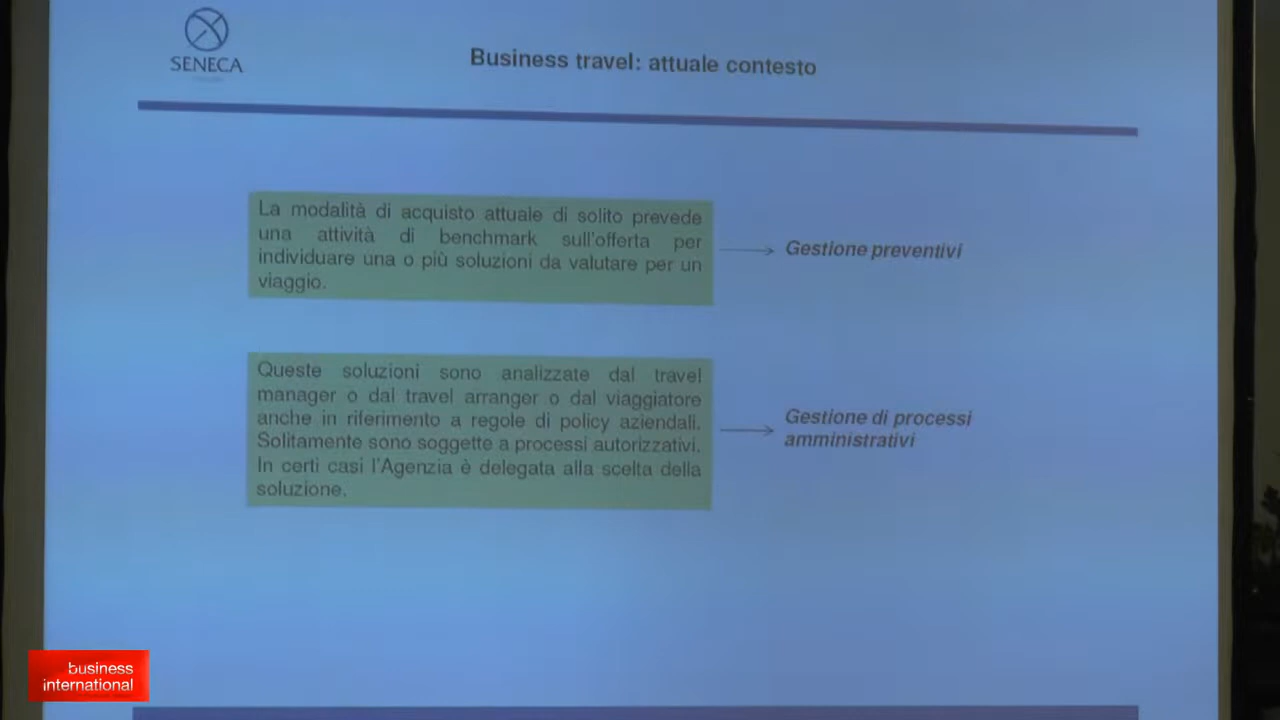 SENECA
Business travel: attuale contesto
La modalità di acquisto attuale di solito prevede
una attività di benchmark sull'offerta per
individuare una o più soluzioni da valutare per un
viaggio.
Gestione preventivi
Queste soluzioni sono analizzate dal travel
manager o dal travel arranger o dal viaggiatore
anche in riferimento a regole di policy aziendali.
Solitamente sono soggette a processi autorizzativi.
In certi casi l'Agenzia è delegata alla scelta della
soluzione.
Gestione di processi
amministrativi
business
international